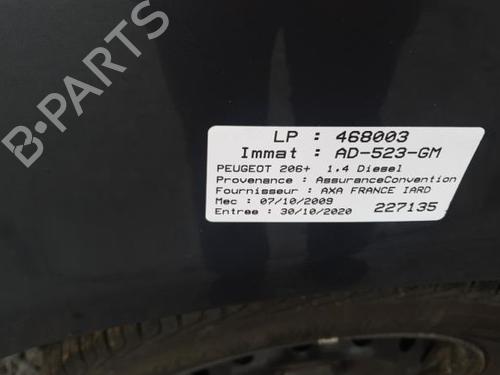 LP : 468003
Immat : AD-523-GM
PEUGEOT 206+ 1.4 Diesel
Provenance : AssuranceConvention
Fournisseur : AXA FRANCE IARD
Mec : 07/10/2009
Entree : 30/10/2020 227135
B-PARTS